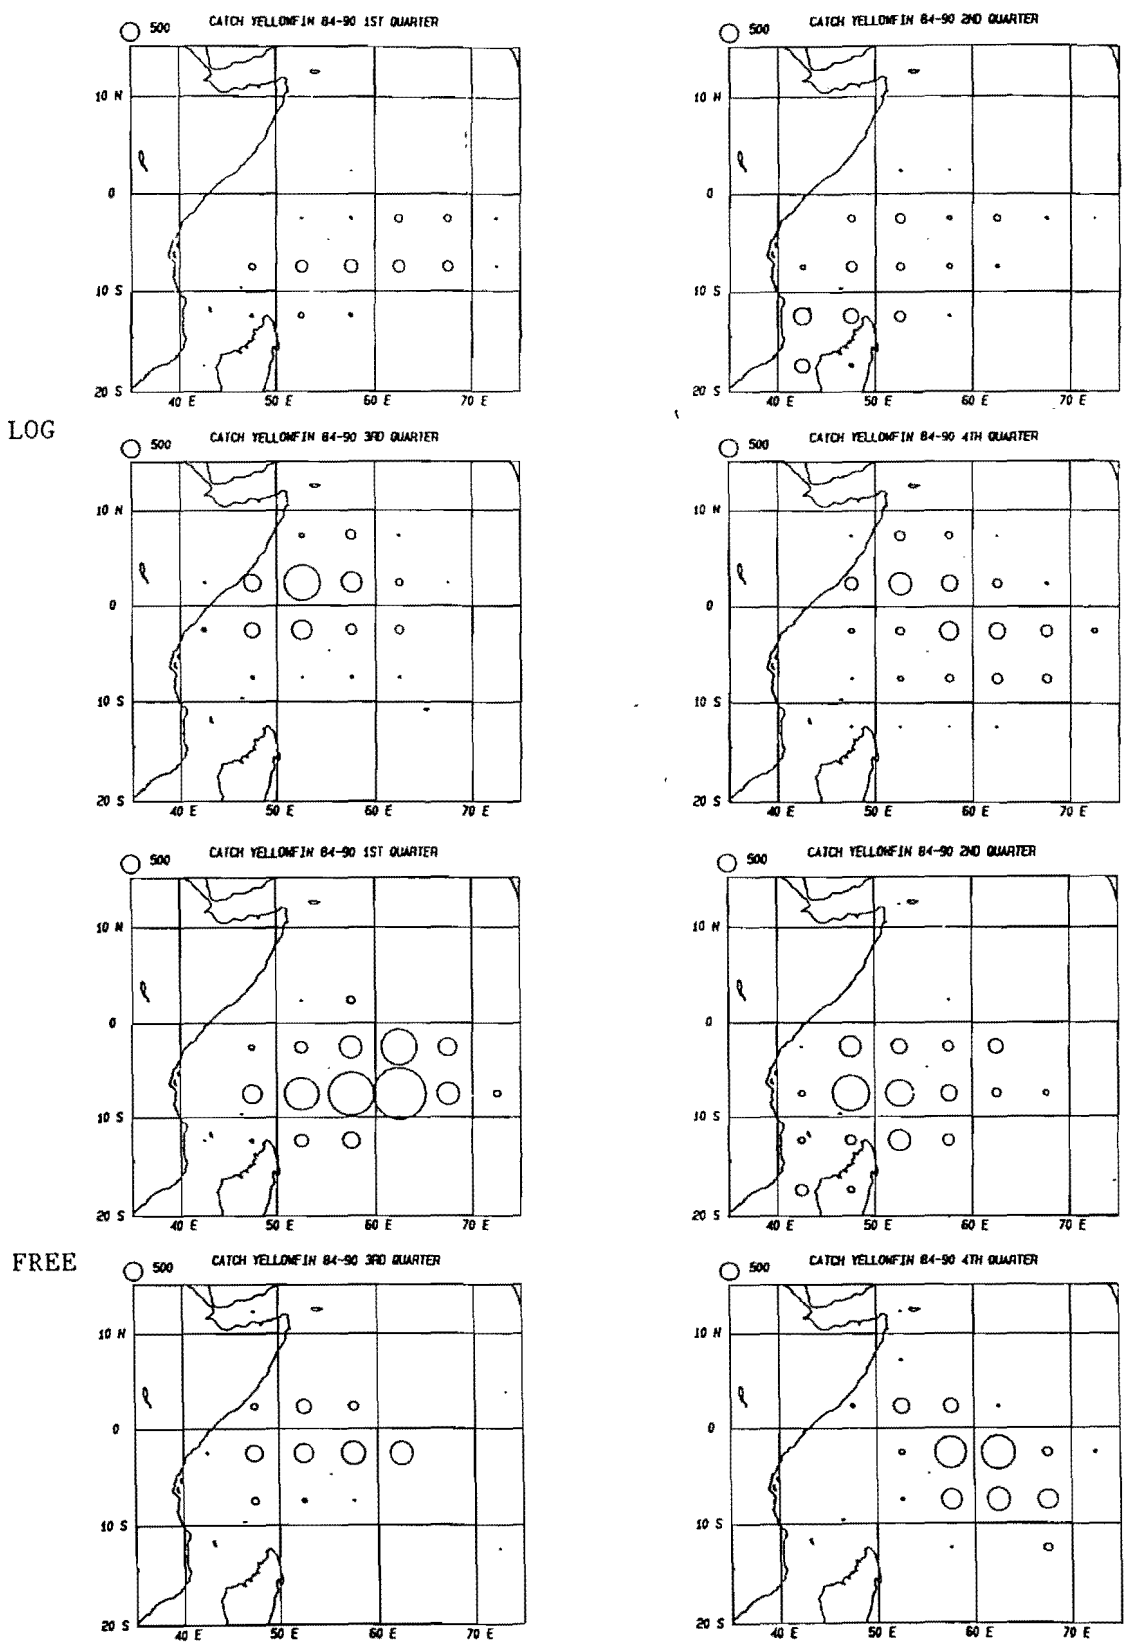 500 CATCH YELLOWFIN 84-90 1ST QUARTER
10 N
0
10 S
20 S
40 E 50 E 60 E 70 E
500 CATCH YELLOWFIN 84-90 2ND QUARTER
10 N
0
10 S
20 S
40 E 50 E 60 E 70 E
LOG
500 CATCH YELLOWFIN 84-90 3RD QUARTER
10 N
0
10 S
20 S
40 E 50 E 60 E 70 E
500 CATCH YELLOWFIN 84-90 4TH QUARTER
10 N
0
10 S
20 S
40 E 50 E 60 E 70 E
500 CATCH YELLOWFIN 84-90 1ST QUARTER
10 N
0
10 S
20 S
40 E 50 E 60 E 70 E
500 CATCH YELLOWFIN 84-90 2ND QUARTER
10 N
0
10 S
20 S
40 E 50 E 60 E 70 E
FREE
500 CATCH YELLOWFIN 84-90 3RD QUARTER
10 N
0
10 S
20 S
40 E 50 E 60 E 70 E
500 CATCH YELLOWFIN 84-90 4TH QUARTER
10 N
0
10 S
20 S
40 E 50 E 60 E 70 E